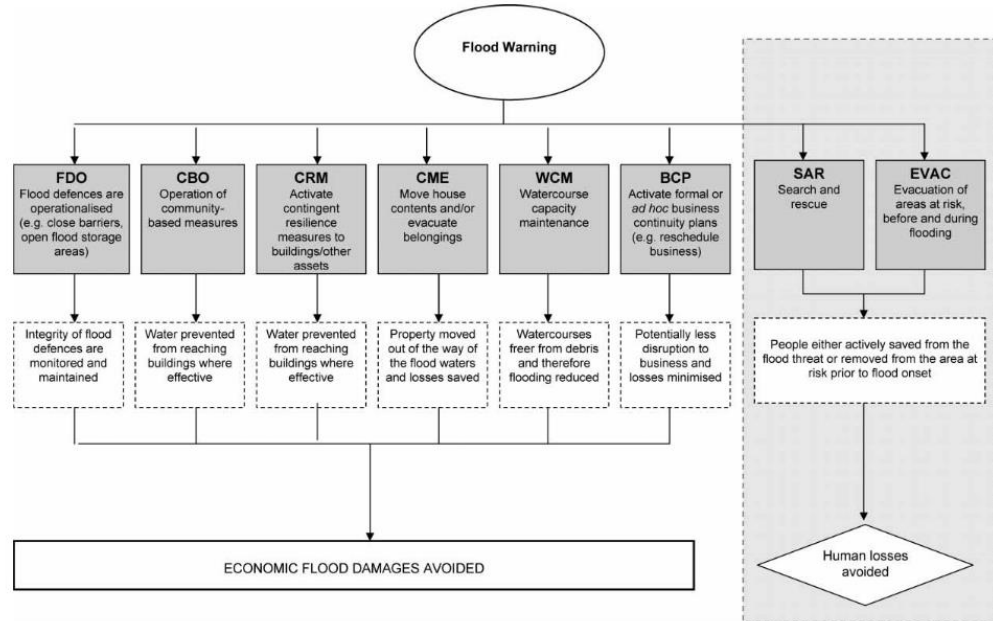 Flood Warning
FDO
Flood defences are
operationalised
(e.g. close barriers,
open flood storage
areas)
CBO
Operation of
community-
based measures
CRM
Activate
contingent
resilience
measures to
buildings/other
assets
CME
Move house
contents and/or
evacuate
belongings
WCM
Watercourse
capacity
maintenance
BCP
Activate formal or
ad hoc business
continuity plans
(e.g. reschedule
business)
SAR
Search and
rescue
EVAC
Evacuation of
areas at risk,
before and during
flooding
Integrity of flood
defences are
monitored and
maintained
Water prevented
from reaching
buildings where
effective
Water prevented
from reaching
buildings where
effective
Property moved
out of the way of
the flood waters
and losses saved
Watercourses
freer from debris
and therefore
flooding reduced
Potentially less
disruption to
business and
losses minimised
People either actively saved from the
flood threat or removed from the area at
risk prior to flood onset
ECONOMIC FLOOD DAMAGES AVOIDED
Human losses
avoided